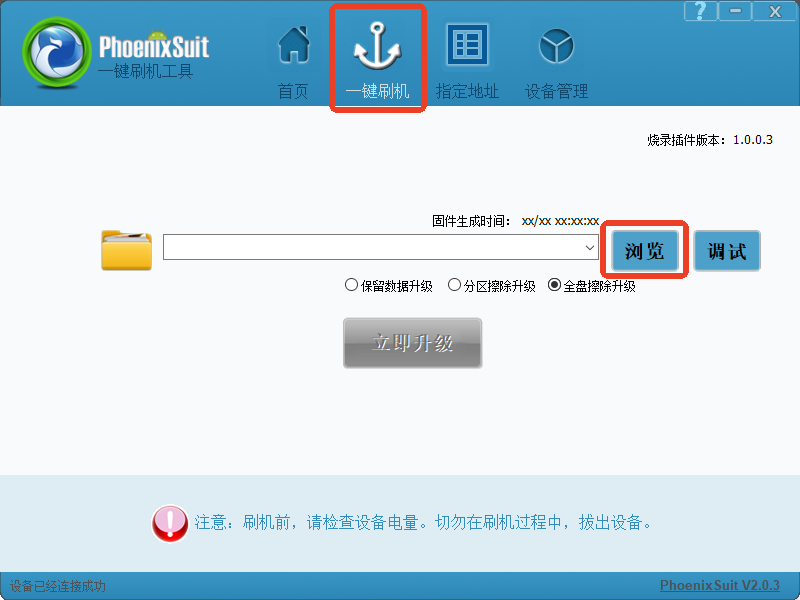 ?
PhoenixSuit
一键刷机工具
首页
一键刷机
指定地址
设备管理
烧录插件版本：1.0.0.3
固件生成时间： xx/xx xx:xx:xx
浏览
调试
保留数据升级
分区擦除升级
全盘擦除升级
立即升级
注意：刷机前，请检查设备电量。切勿在刷机过程中，拔出设备。
设备已经连接成功
PhoenixSuit V2.0.3